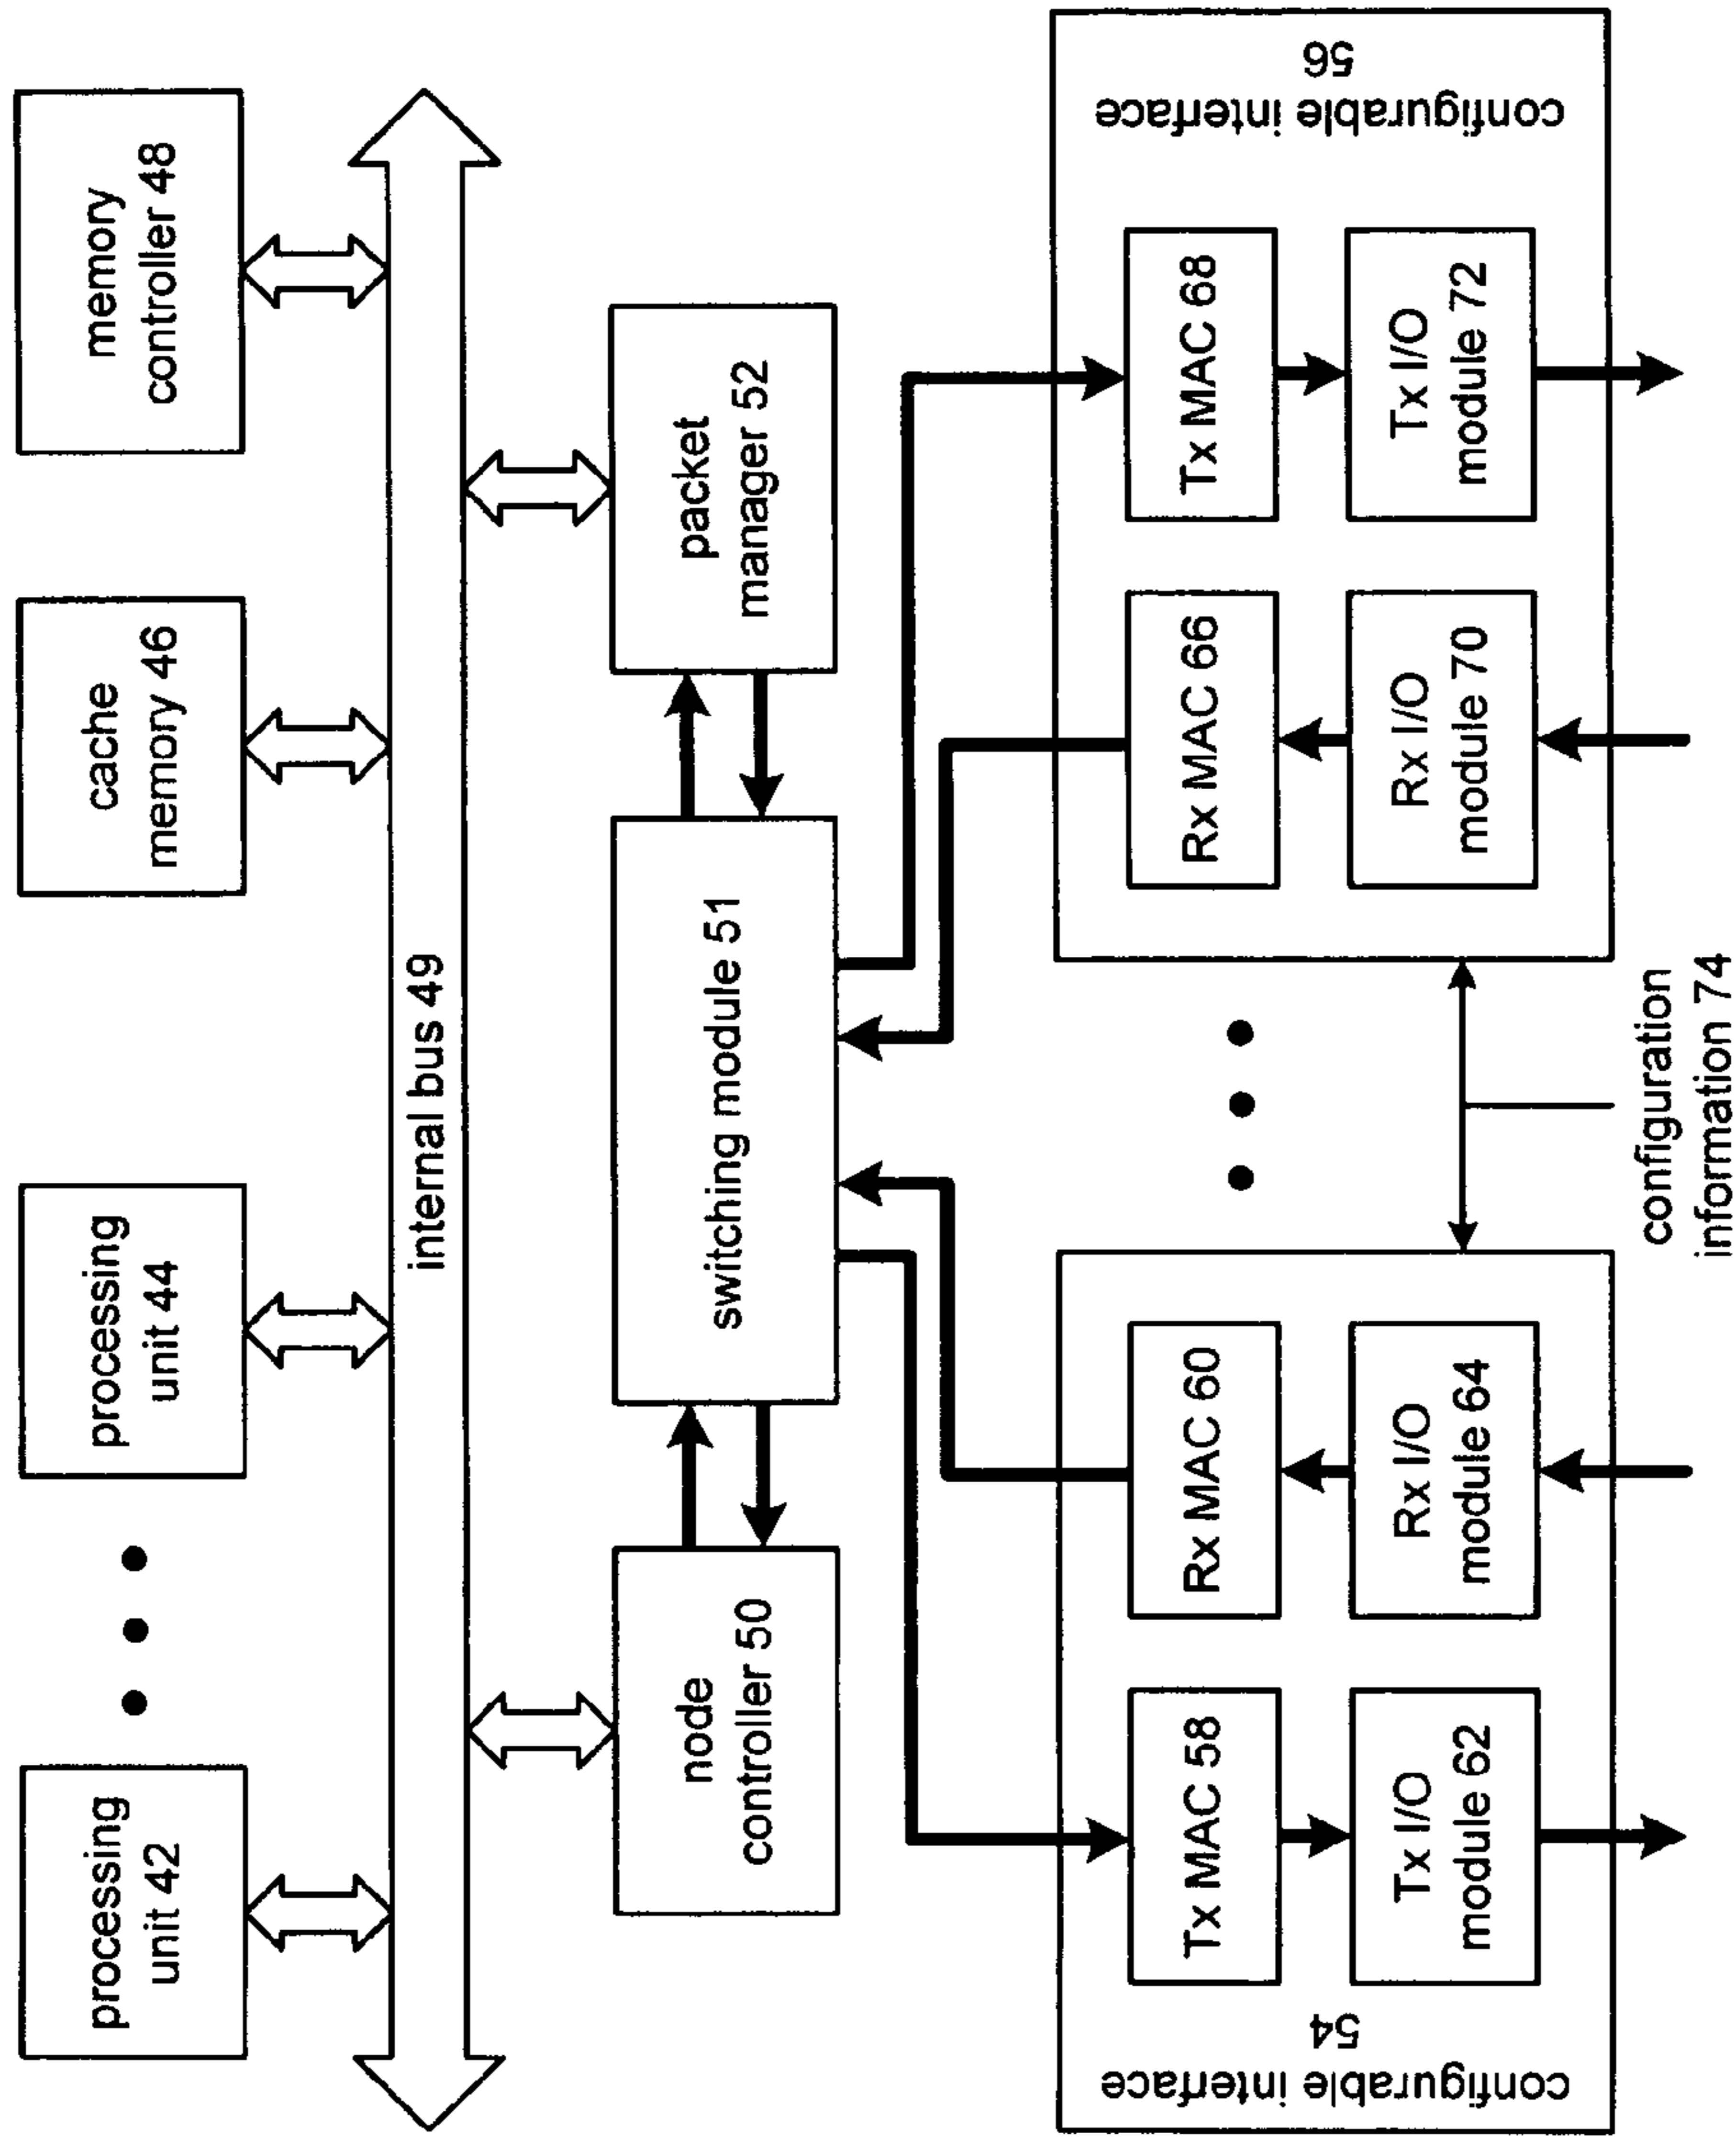 processing
unit 42
processing
unit 44
cache
memory 46
memory
controller 48
internal bus 49
node
controller 50
switching module 51
packet
manager 52
configurable interface
54
Tx MAC 58
Rx MAC 60
Tx I/O
module 62
Rx I/O
module 64
configurable interface
56
Rx MAC 66
Tx MAC 68
Rx I/O
module 70
Tx I/O
module 72
configuration
information 74